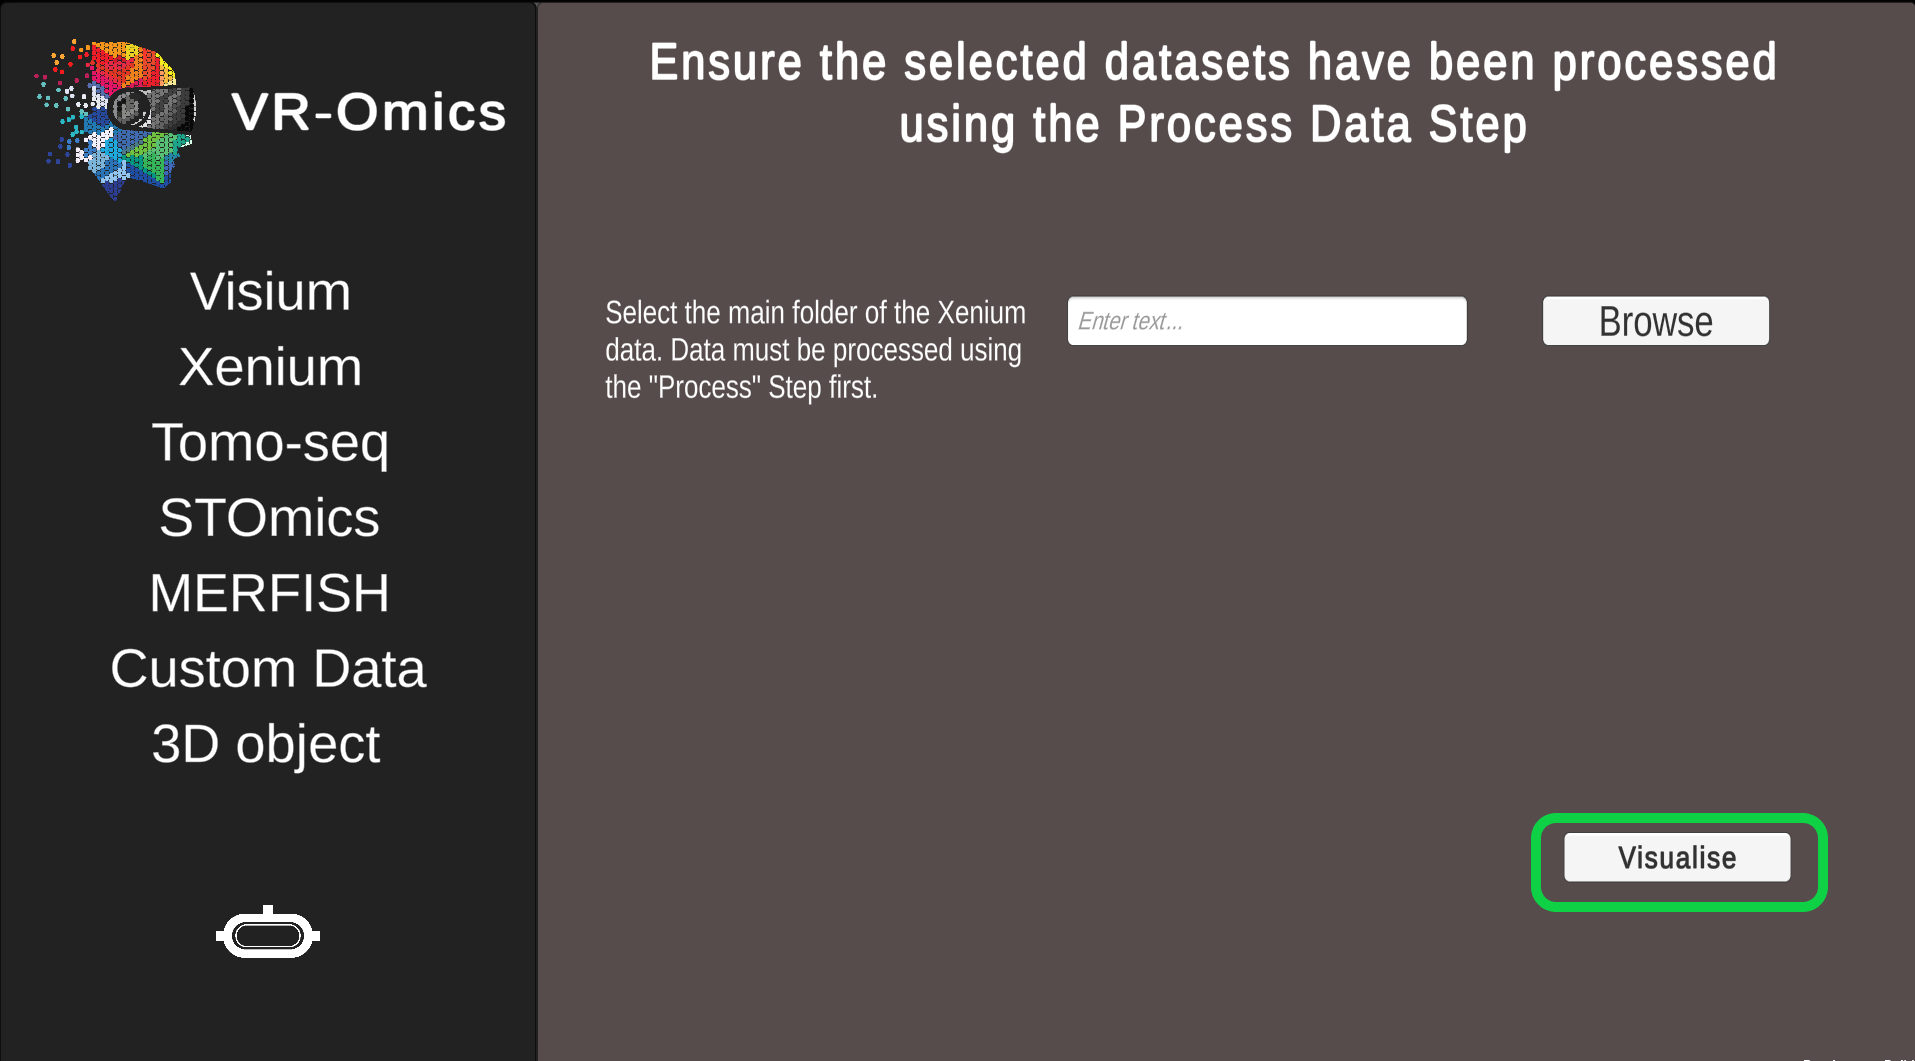 VR-Omics
Visium
Xenium
Tomo-seq
STOmics
MERFISH
Custom Data
3D object
Ensure the selected datasets have been processed
using the Process Data Step
Select the main folder of the Xenium
data. Data must be processed using
the "Process" Step first.
Enter text...
Browse
Visualise